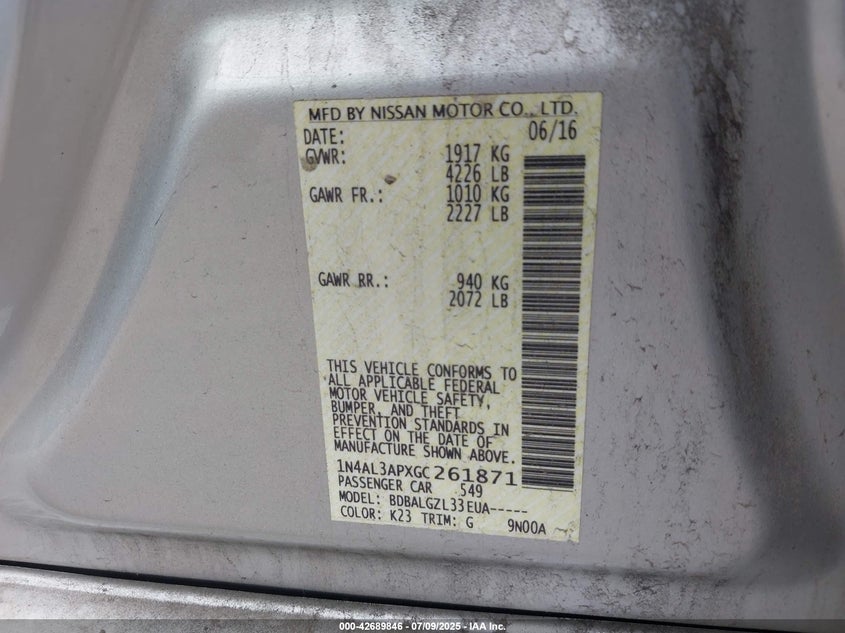 MFD BY NISSAN MOTOR CO., LTD.
DATE: 06/16
GVWR: 1917 KG
4226 LB
GAWR FR.: 1010 KG
2227 LB
GAWR RR.: 940 KG
2072 LB
THIS VEHICLE CONFORMS TO
ALL APPLICABLE FEDERAL
MOTOR VEHICLE SAFETY,
BUMPER, AND THEFT
PREVENTION STANDARDS IN
EFFECT ON THE DATE OF
MANUFACTURE SHOWN ABOVE.
1N4AL3APXGC261871
PASSENGER CAR 549
MODEL: BDBALGZL33EUA-----
COLOR: K23 TRIM: G 9N00A
000-42689846 - 07/09/2025 - IAA Inc.